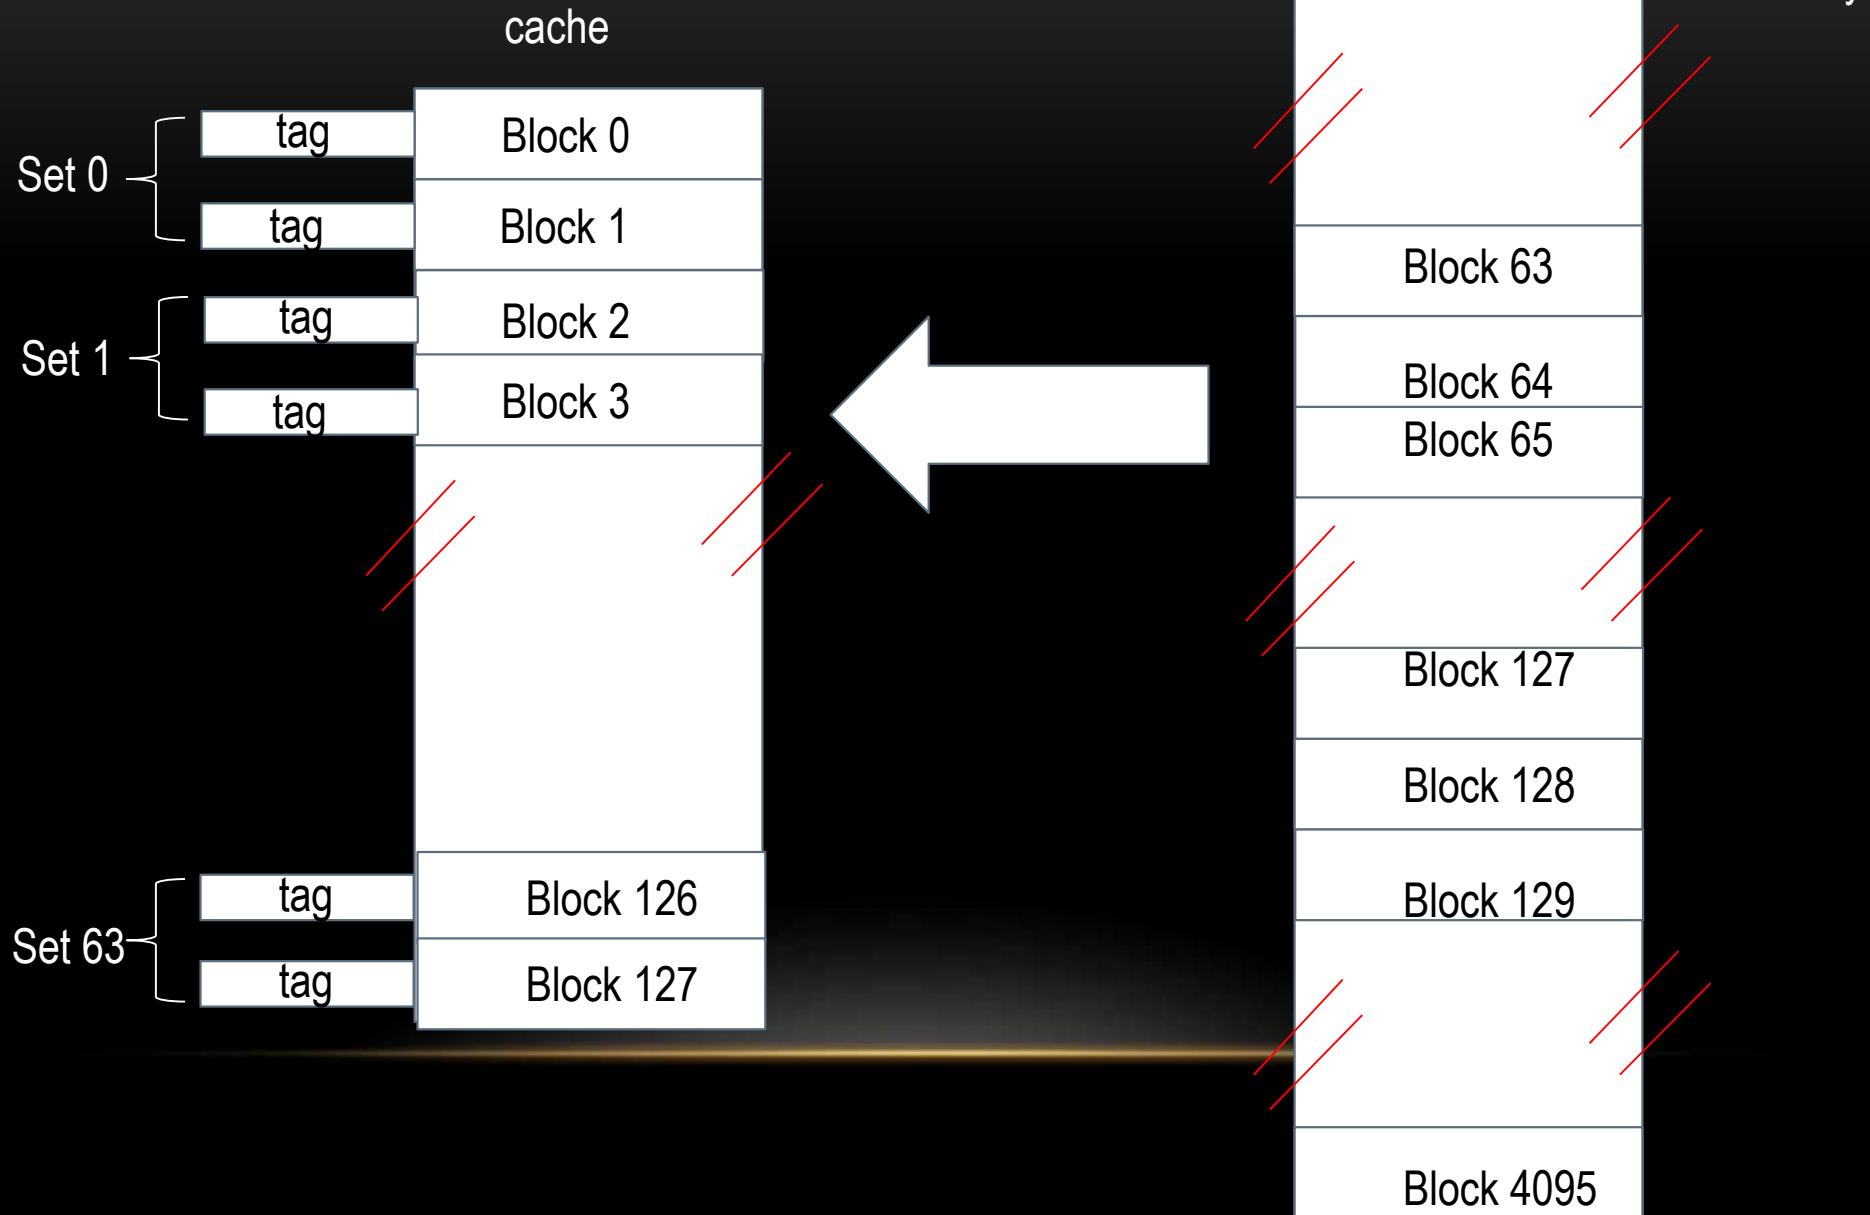 cache
Set 0
tag
Block 0
tag
Block 1
Set 1
tag
Block 2
tag
Block 3
Set 63
tag
Block 126
tag
Block 127
Block 63
Block 64
Block 65
Block 127
Block 128
Block 129
Block 4095